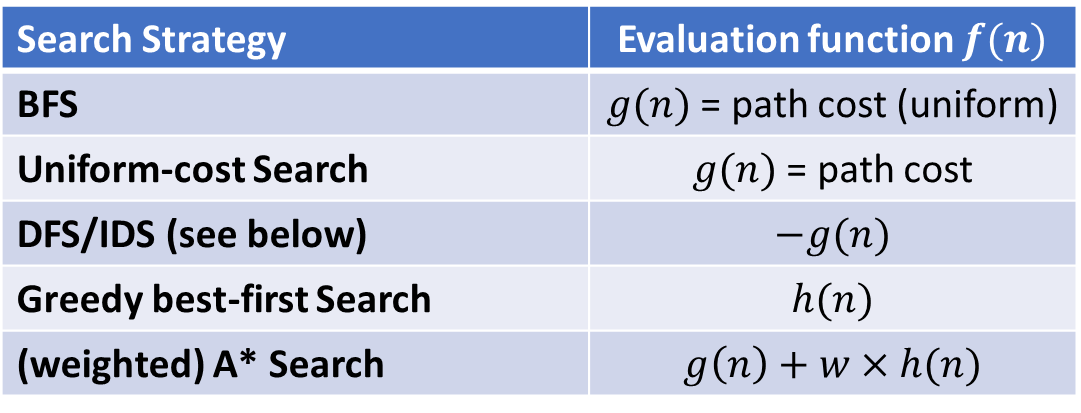 Search Strategy Evaluation function f(n)
BFS g(n) = path cost (uniform)
Uniform-cost Search g(n) = path cost
DFS/IDS (see below) −g(n)
Greedy best-first Search h(n)
(weighted) A* Search g(n) + w × h(n)